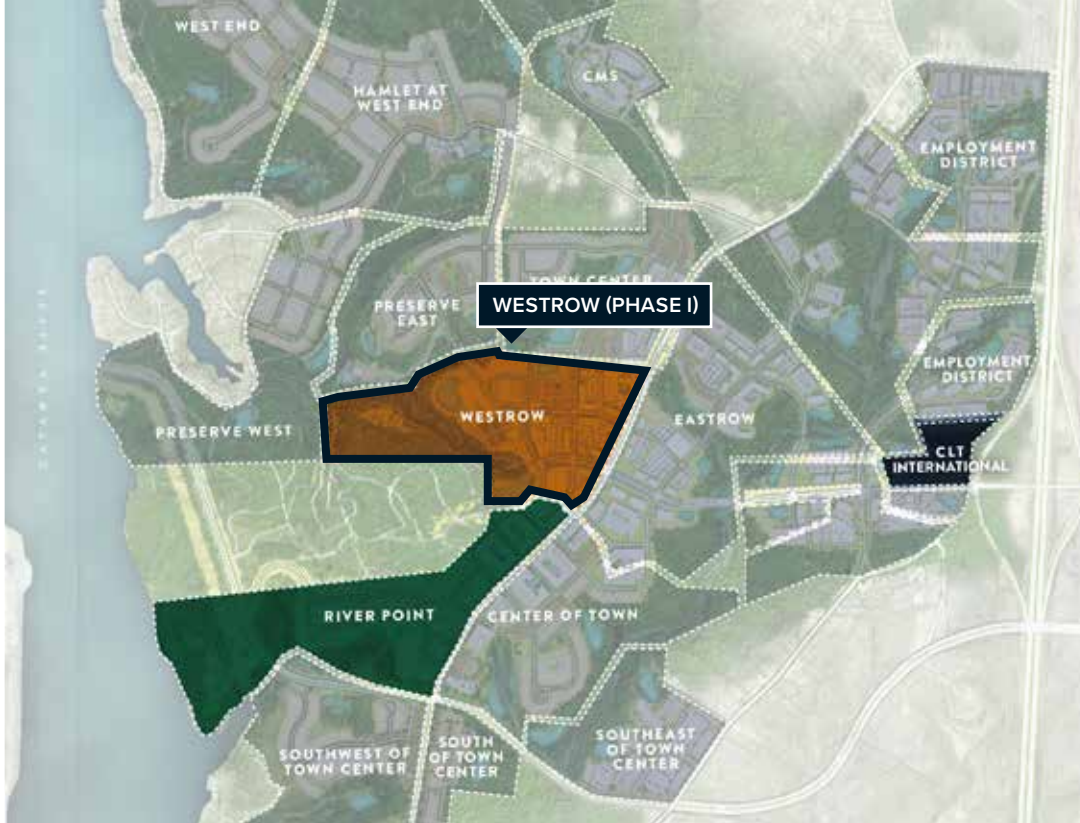 WEST END
HAMLET AT
WEST END
CMS
EMPLOYMENT
DISTRICT
TOWN CENTER
PRESERVE
EAST
WESTROW (PHASE I)
EMPLOYMENT
DISTRICT
WESTROW
EASTROW
PRESERVE WEST
CLT
INTERNATIONAL
CATAWBA RIVER
RIVER POINT
CENTER OF TOWN
SOUTHWEST OF
TOWN CENTER
SOUTH
OF TOWN
CENTER
SOUTHEAST
OF TOWN
CENTER